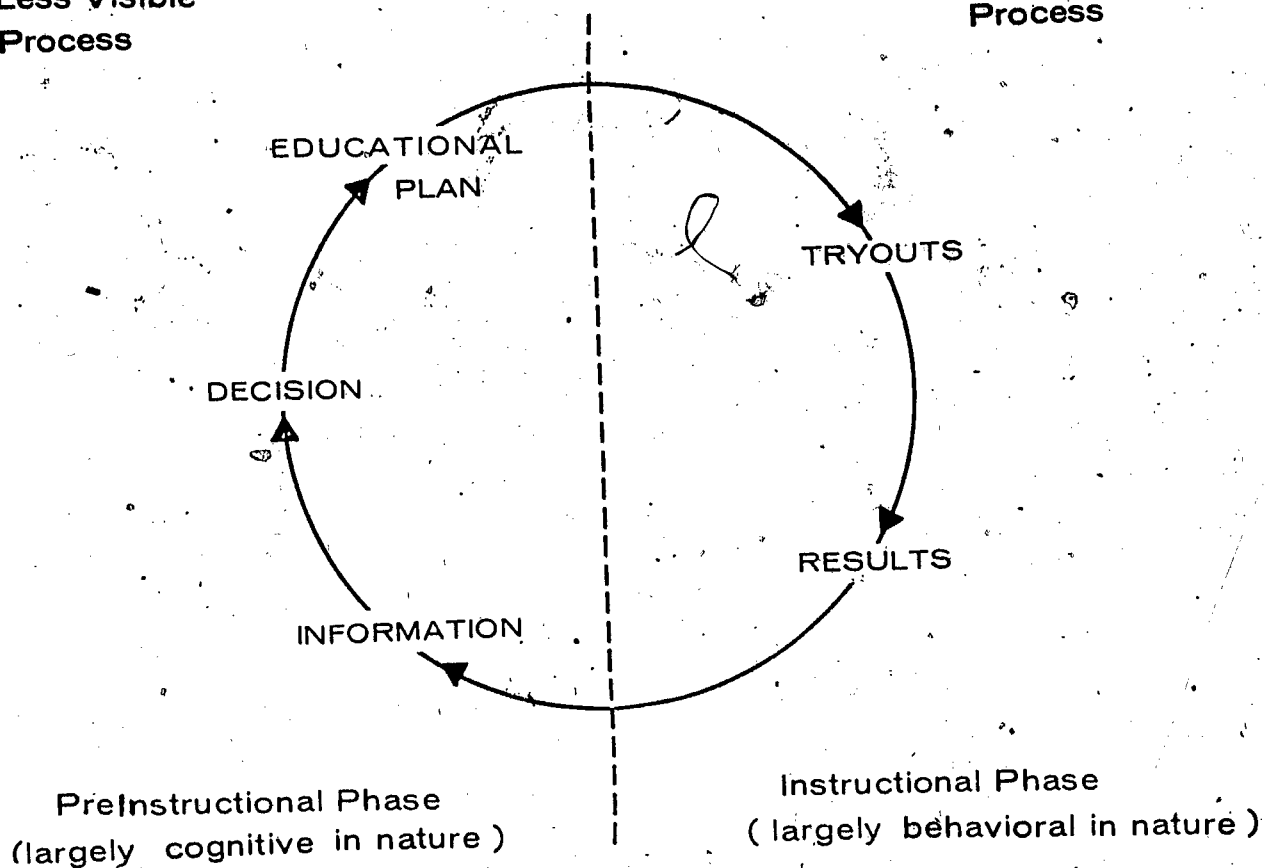 Less Visible
Process
Process
EDUCATIONAL
PLAN
TRYOUTS
DECISION
RESULTS
INFORMATION
PreInstructional Phase
(largely cognitive in nature)
Instructional Phase
(largely behavioral in nature)